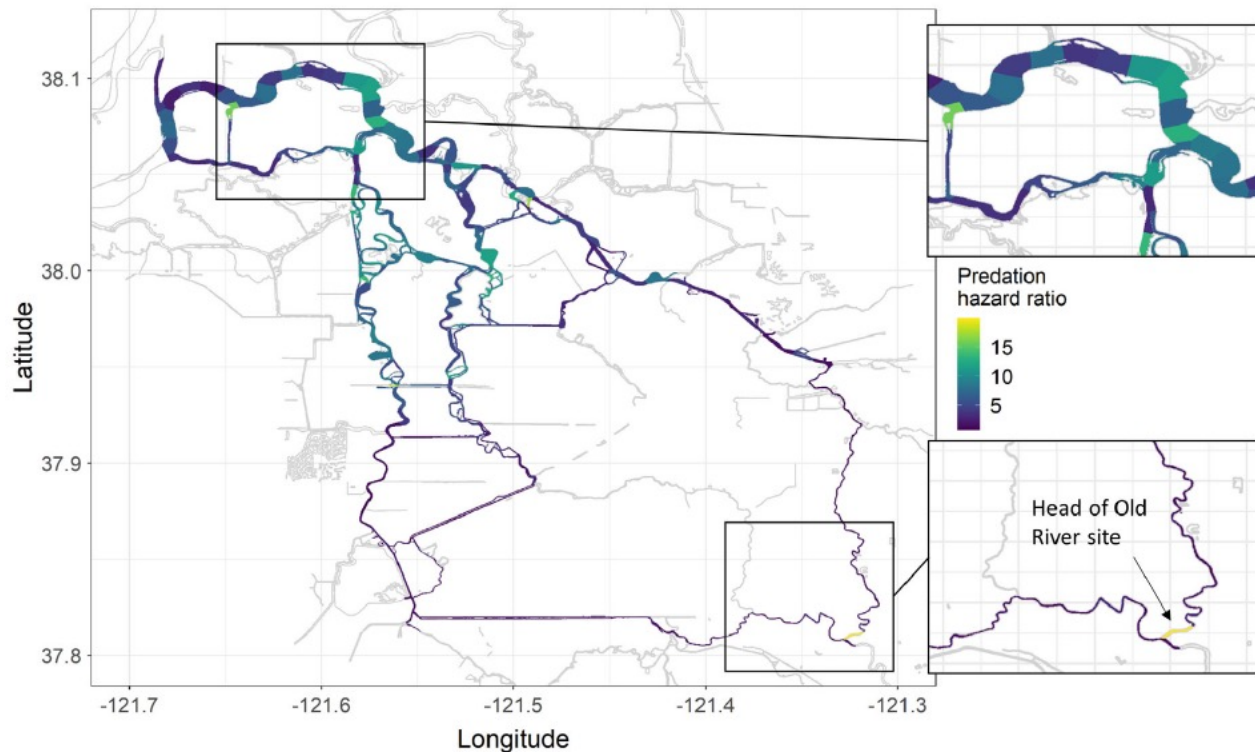 38.1
38.0
37.9
37.8
Latitude
-121.7
-121.6
-121.5
-121.4
-121.3
Longitude
Predation
hazard ratio
15
10
5
Head of Old
River site